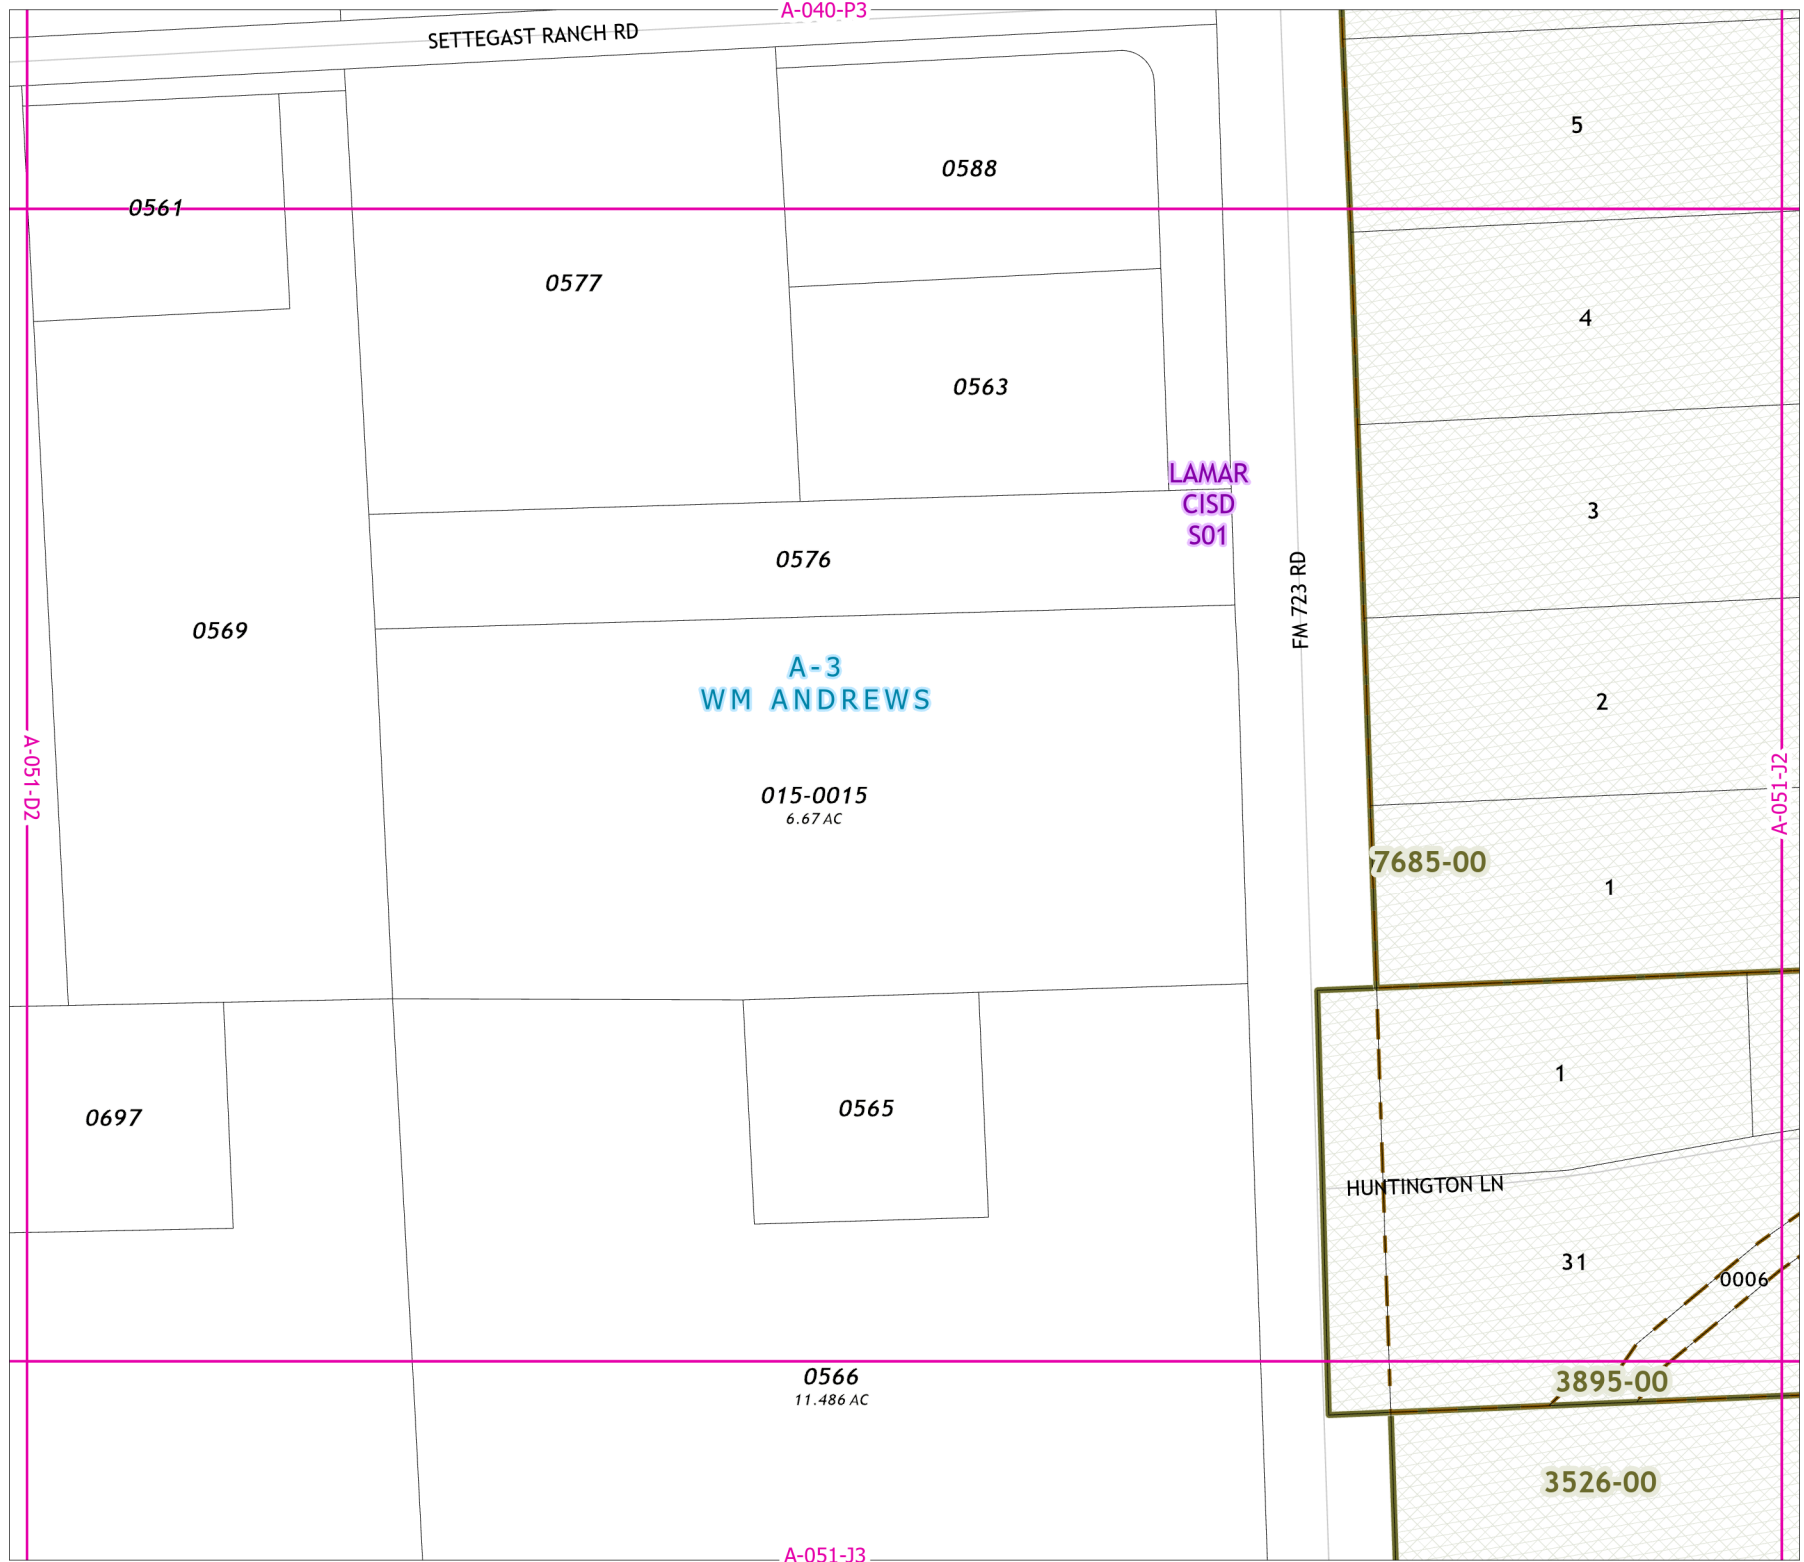 A-040-P3
SETTEGAST RANCH RD
5
0588
0561
0577
4
0563
LAMAR
CISD
S01
3
0576
FM 723 RD
0569
A-3
WM ANDREWS
2
A-051-D2
A-051-J2
015-0015
6.67 AC
7685-00
1
1
0565
0697
HUNTINGTON LN
31
0006
0566
11.486 AC
3895-00
3526-00
A-051-J3